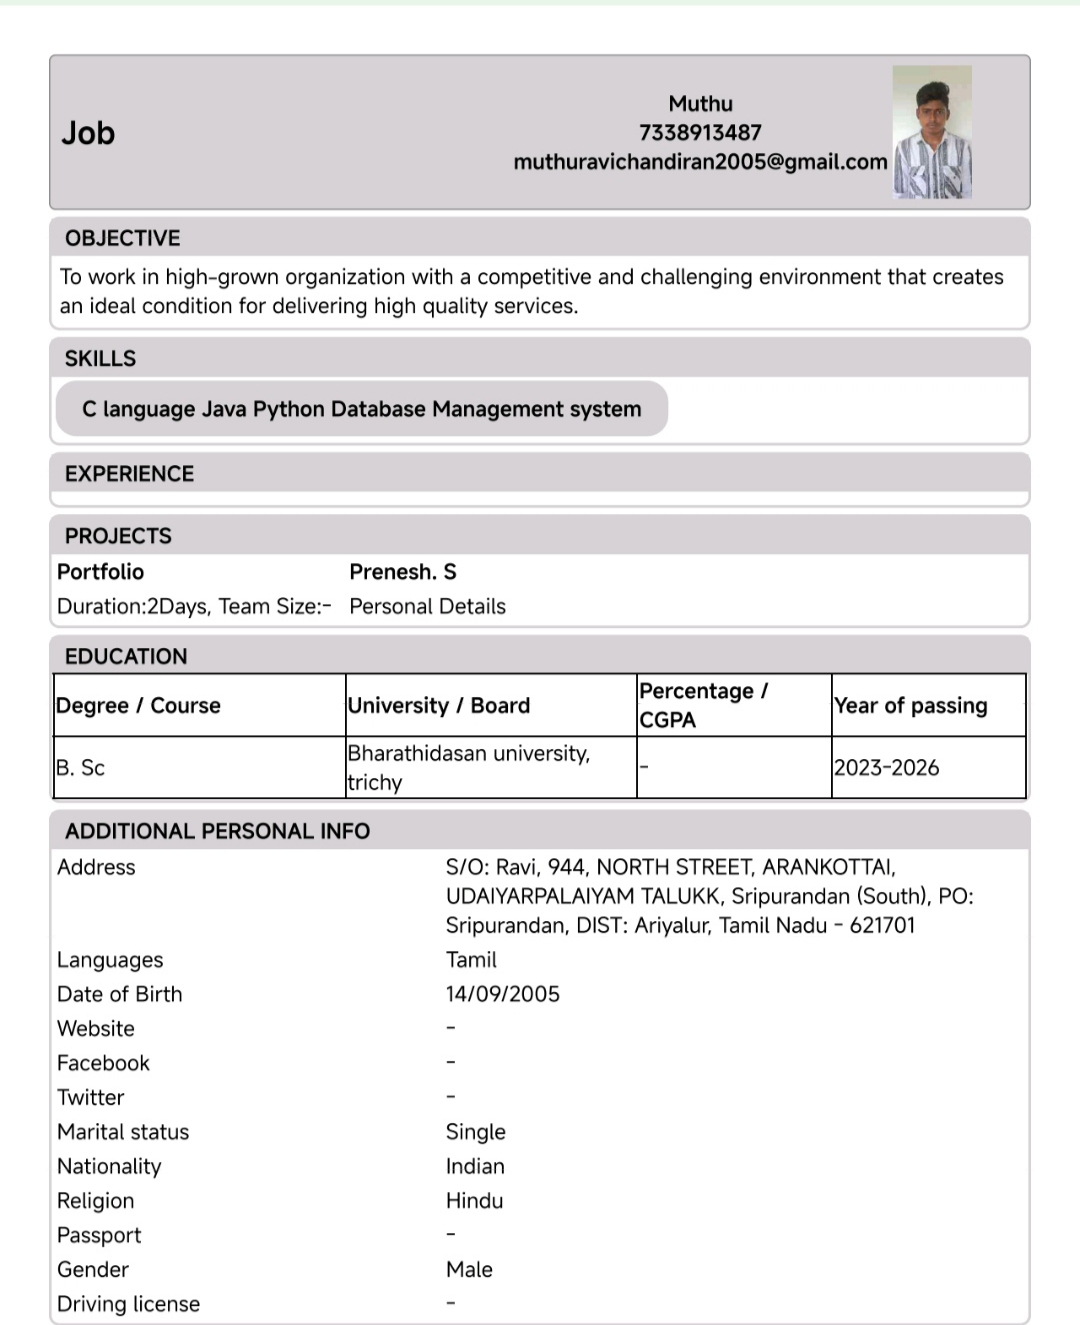 Job
Muthu
7338913487
muthuravichandiran2005@gmail.com
OBJECTIVE
To work in high-grown organization with a competitive and challenging environment that creates
an ideal condition for delivering high quality services.
SKILLS
C language Java Python Database Management system
EXPERIENCE
PROJECTS
Portfolio Prenesh. S
Duration:2Days, Team Size:- Personal Details
EDUCATION
Degree / Course University / Board Percentage / CGPA Year of passing
B. Sc Bharathidasan university, trichy - 2023-2026
ADDITIONAL PERSONAL INFO
Address S/O: Ravi, 944, NORTH STREET, ARANKOTTAI,
UDAIYARPALAIYAM TALUKK, Sripurandan (South), PO:
Sripurandan, DIST: Ariyalur, Tamil Nadu - 621701
Languages Tamil
Date of Birth 14/09/2005
Website -
Facebook -
Twitter -
Marital status Single
Nationality Indian
Religion Hindu
Passport -
Gender Male
Driving license -